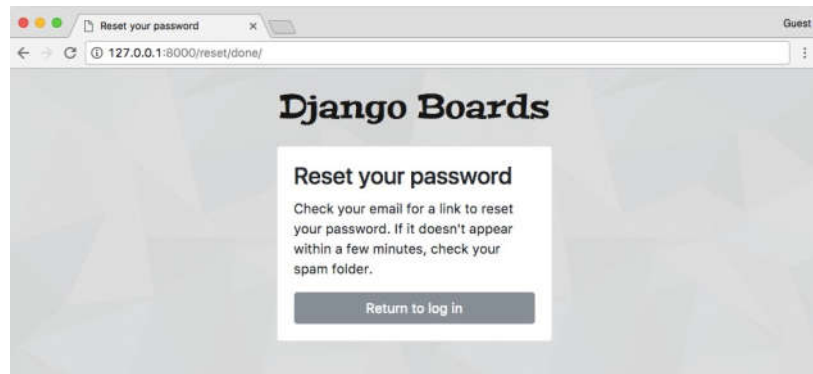 Reset your password
Guest
127.0.0.1:8000/reset/done/
Django Boards
Reset your password
Check your email for a link to reset
your password. If it doesn't appear
within a few minutes, check your
spam folder.
Return to log in